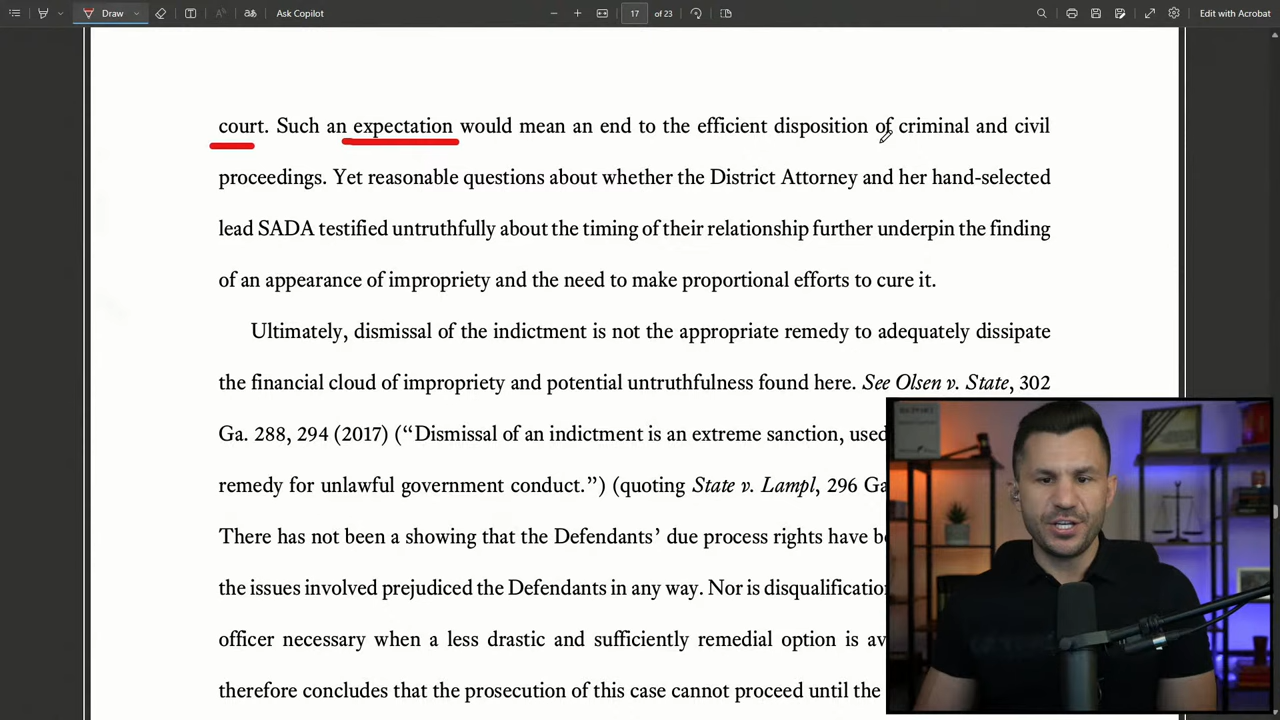 Draw
Ask Copilot
17 of 23
Edit with Acrobat
court. Such an expectation would mean an end to the efficient disposition of criminal and civil
proceedings. Yet reasonable questions about whether the District Attorney and her hand-selected
lead SADA testified untruthfully about the timing of their relationship further underpin the finding
of an appearance of impropriety and the need to make proportional efforts to cure it.
Ultimately, dismissal of the indictment is not the appropriate remedy to adequately dissipate
the financial cloud of impropriety and potential untruthfulness found here. See Olsen v. State, 302
Ga. 288, 294 (2017) (“Dismissal of an indictment is an extreme sanction, used
remedy for unlawful government conduct.”) (quoting State v. Lampl, 296 Ga
There has not been a showing that the Defendants’ due process rights have
the issues involved prejudiced the Defendants in any way. Nor is disqualification
officer necessary when a less drastic and sufficiently remedial option is
therefore concludes that the prosecution of this case cannot proceed until the